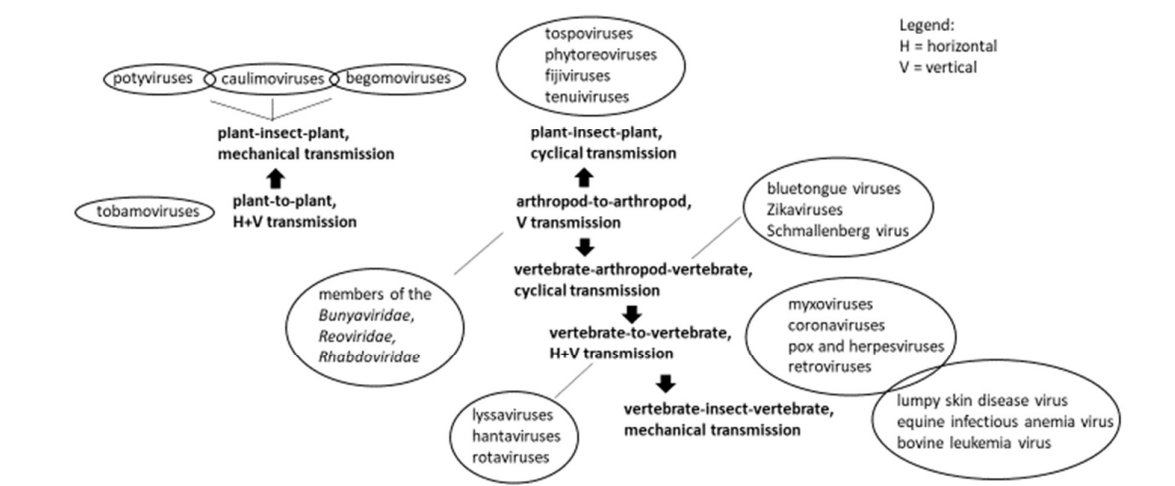 Legend:
H = horizontal
V = vertical
tospoviruses
phytoreoviruses
fijiviruses
tenuiviruses
potyviruses
caulimoviruses
begomoviruses
plant-insect-plant,
mechanical transmission
plant-insect-plant,
cyclical transmission
tobamoviruses
plant-to-plant,
H+V transmission
arthropod-to-arthropod,
V transmission
bluetongue viruses
Zikaviruses
Schmallenberg virus
vertebrate-arthropod-vertebrate,
cyclical transmission
members of the
Bunyaviridae,
Reoviridae,
Rhabdoviridae
vertebrate-to-vertebrate,
H+V transmission
myxoviruses
coronaviruses
pox and herpesviruses
retroviruses
lyssaviruses
hantaviruses
rotaviruses
vertebrate-insect-vertebrate,
mechanical transmission
lumpy skin disease virus
equine infectious anemia virus
bovine leukemia virus